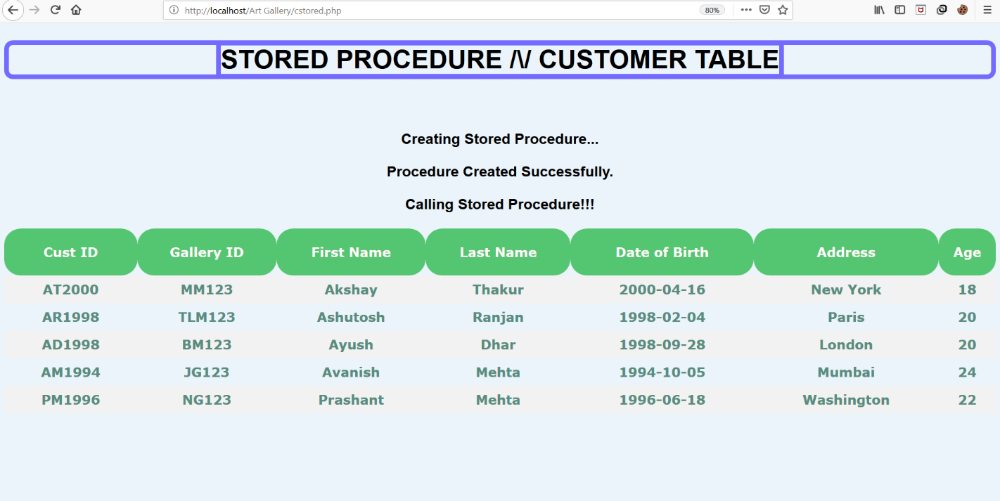 http://localhost/Art Gallery/cstored.php 80%
STORED PROCEDURE /\// CUSTOMER TABLE
Creating Stored Procedure...
Procedure Created Successfully.
Calling Stored Procedure!!!
Cust ID Gallery ID First Name Last Name Date of Birth Address Age
AT2000 MM123 Akshay Thakur 2000-04-16 New York 18
AR1998 TLM123 Ashutosh Ranjan 1998-02-04 Paris 20
AD1998 BM123 Ayush Dhar 1998-09-28 London 20
AM1994 JG123 Avanish Mehta 1994-10-05 Mumbai 24
PM1996 NG123 Prashant Mehta 1996-06-18 Washington 22